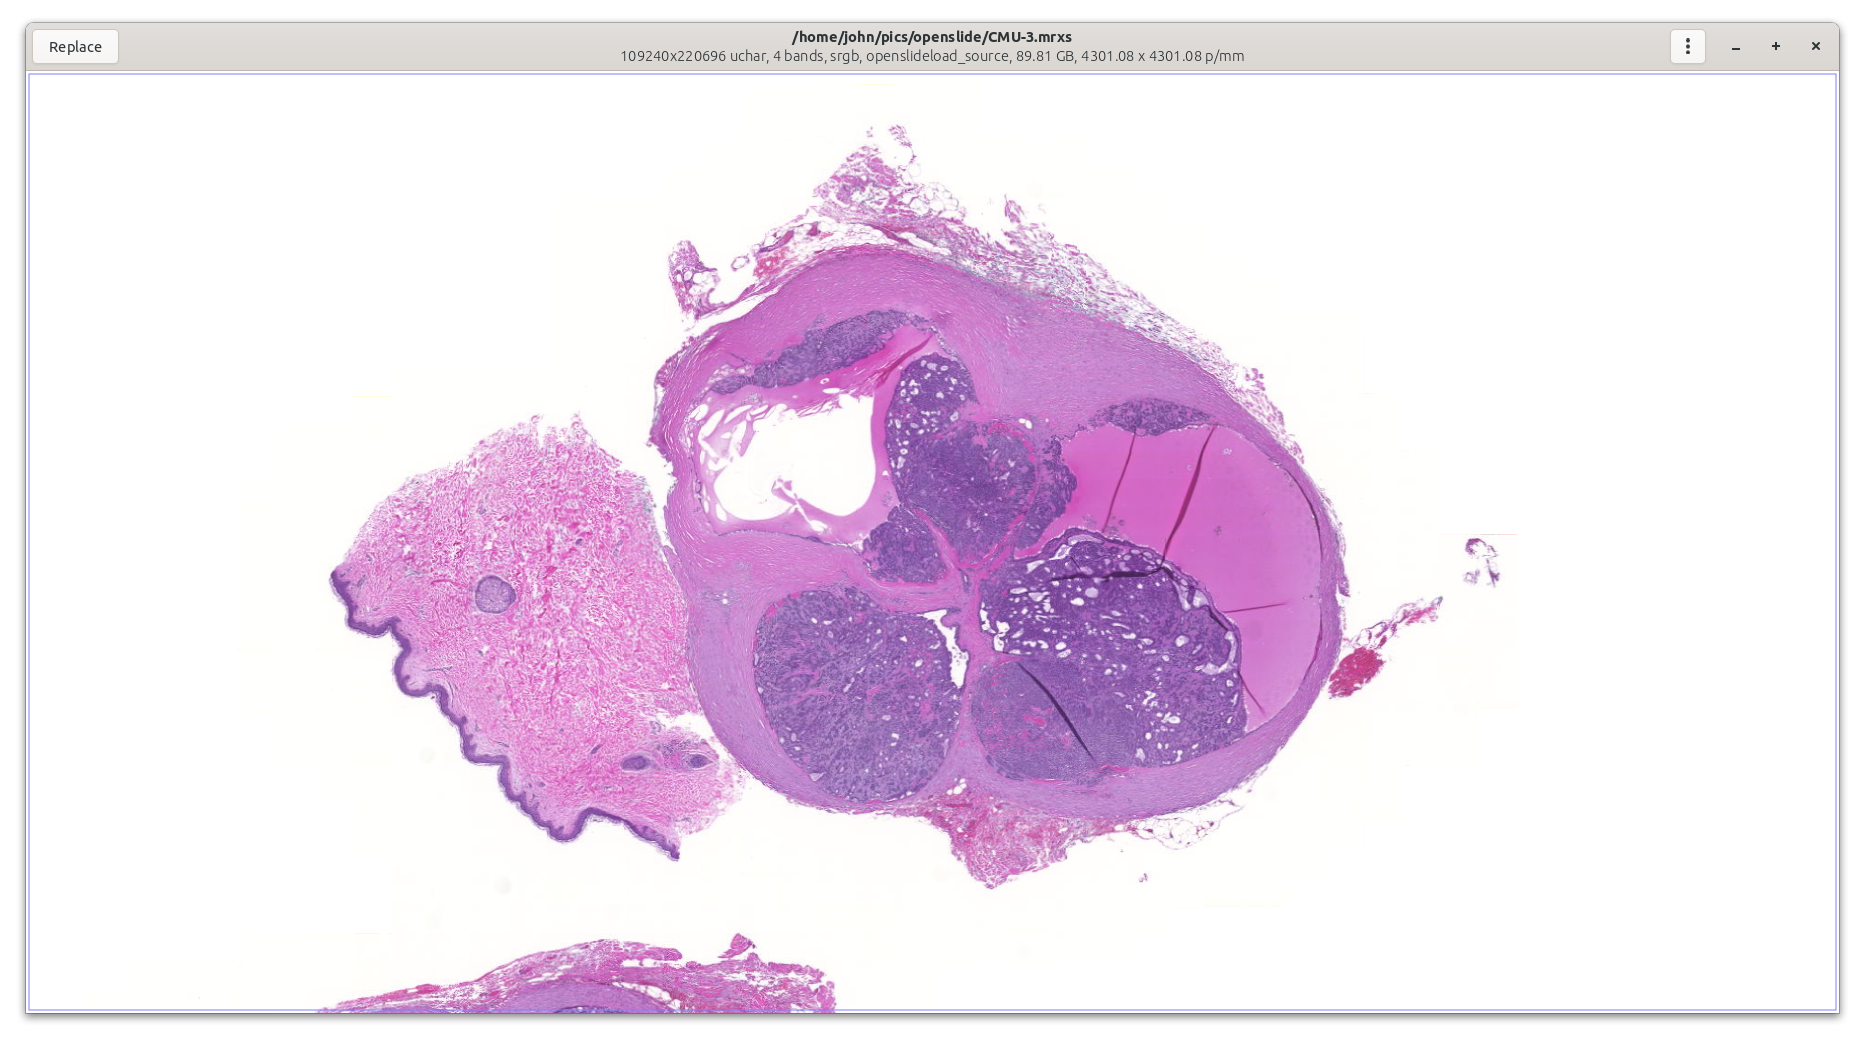 Replace
/home/john/pics/openslide/CMU-3.mrxs
109240x220696 uchar, 4 bands, srgb, openslideload_source, 89.81 GB, 4301.08 x 4301.08 p/mm